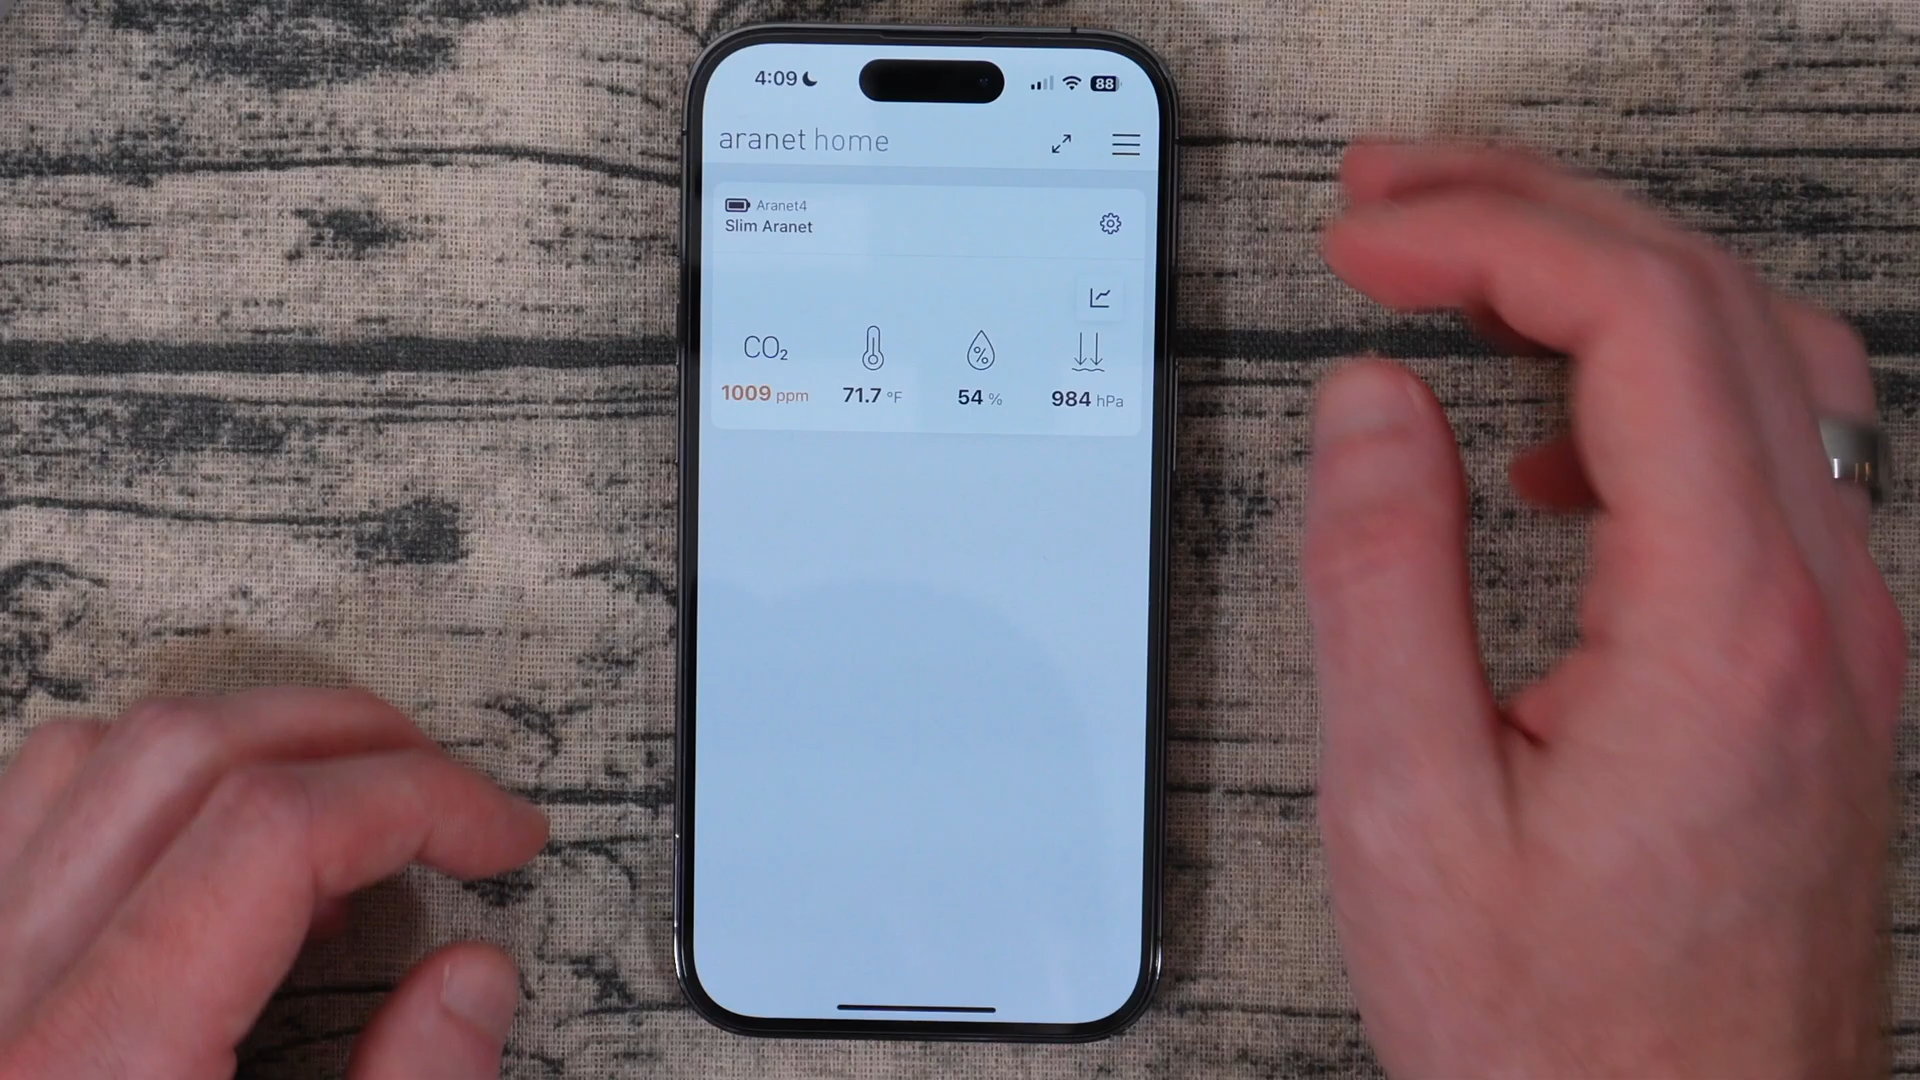 4:09
88
aranet home
Aranet4
Slim Aranet
CO₂
%
1009 ppm
71.7 °F
54 %
984 hPa